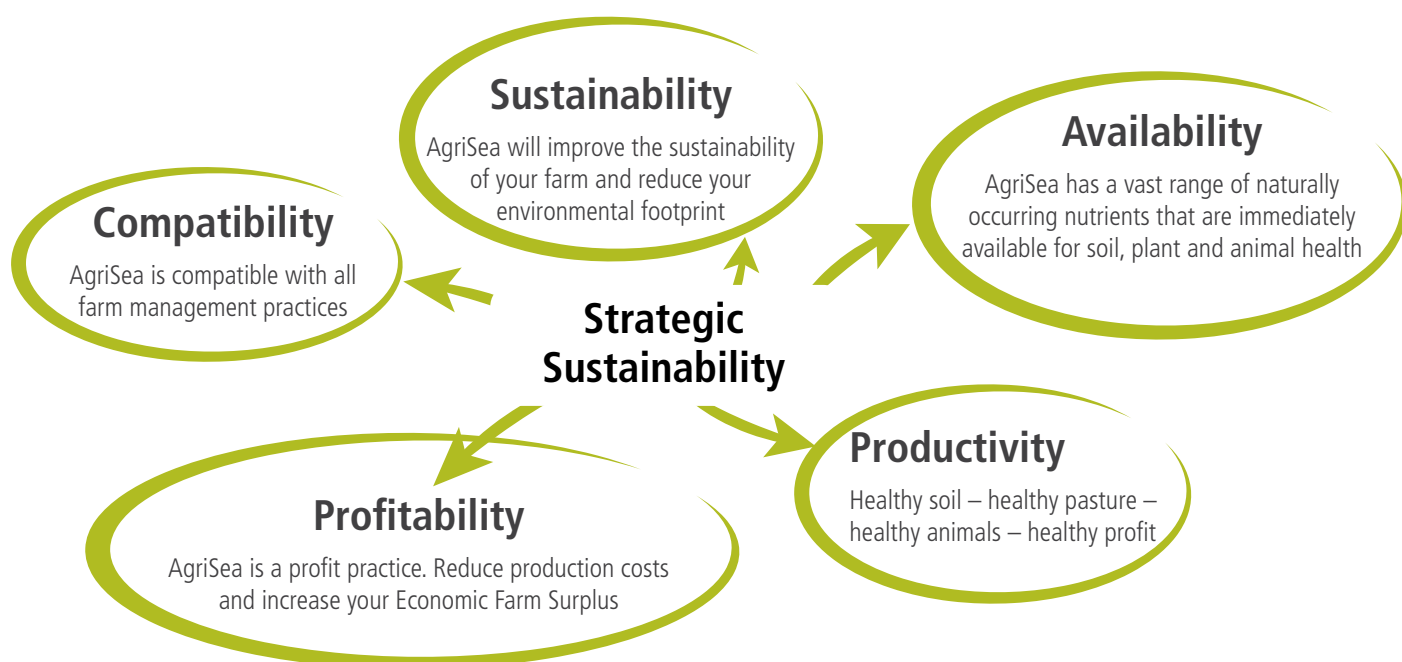 Sustainability
AgriSea will improve the sustainability
of your farm and reduce your
environmental footprint
Availability
AgriSea has a vast range of naturally
occurring nutrients that are immediately
available for soil, plant and animal health
Compatibility
AgriSea is compatible with all
farm management practices
Strategic
Sustainability
Profitability
AgriSea is a profit practice. Reduce production costs
and increase your Economic Farm Surplus
Productivity
Healthy soil – healthy pasture –
healthy animals – healthy profit